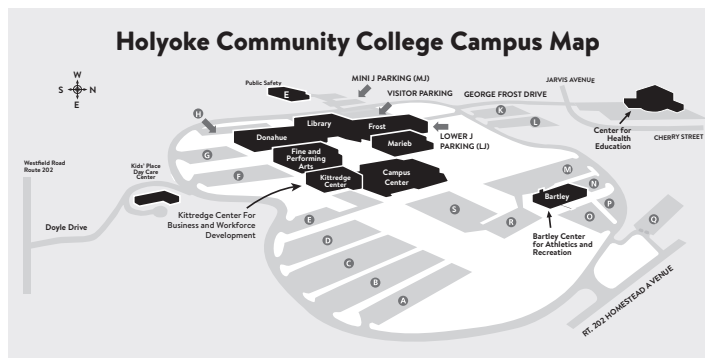 Holyoke Community College Campus Map
W
S N
E
Public Safety
E
MINI J PARKING (MJ)
VISITOR PARKING
GEORGE FROST DRIVE
JARVIS AVENUE
CHERRY STREET
Center for
Health
Education
H
Library
Donahue
Frost
Marieb
LOWER J
PARKING (LJ)
K
L
Fine and
Performing
Arts
Kittredge
Center
Campus
Center
G
F
Kids' Place
Day Care
Center
Westfield Road
Route 202
Doyle Drive
Kittredge Center For
Business and Workforce
Development
M
N
Bartley
P
O
Q
S
R
Bartley Center
for Athletics and
Recreation
E
D
C
B
A
RT. 202 HOMESTEAD AVENUE